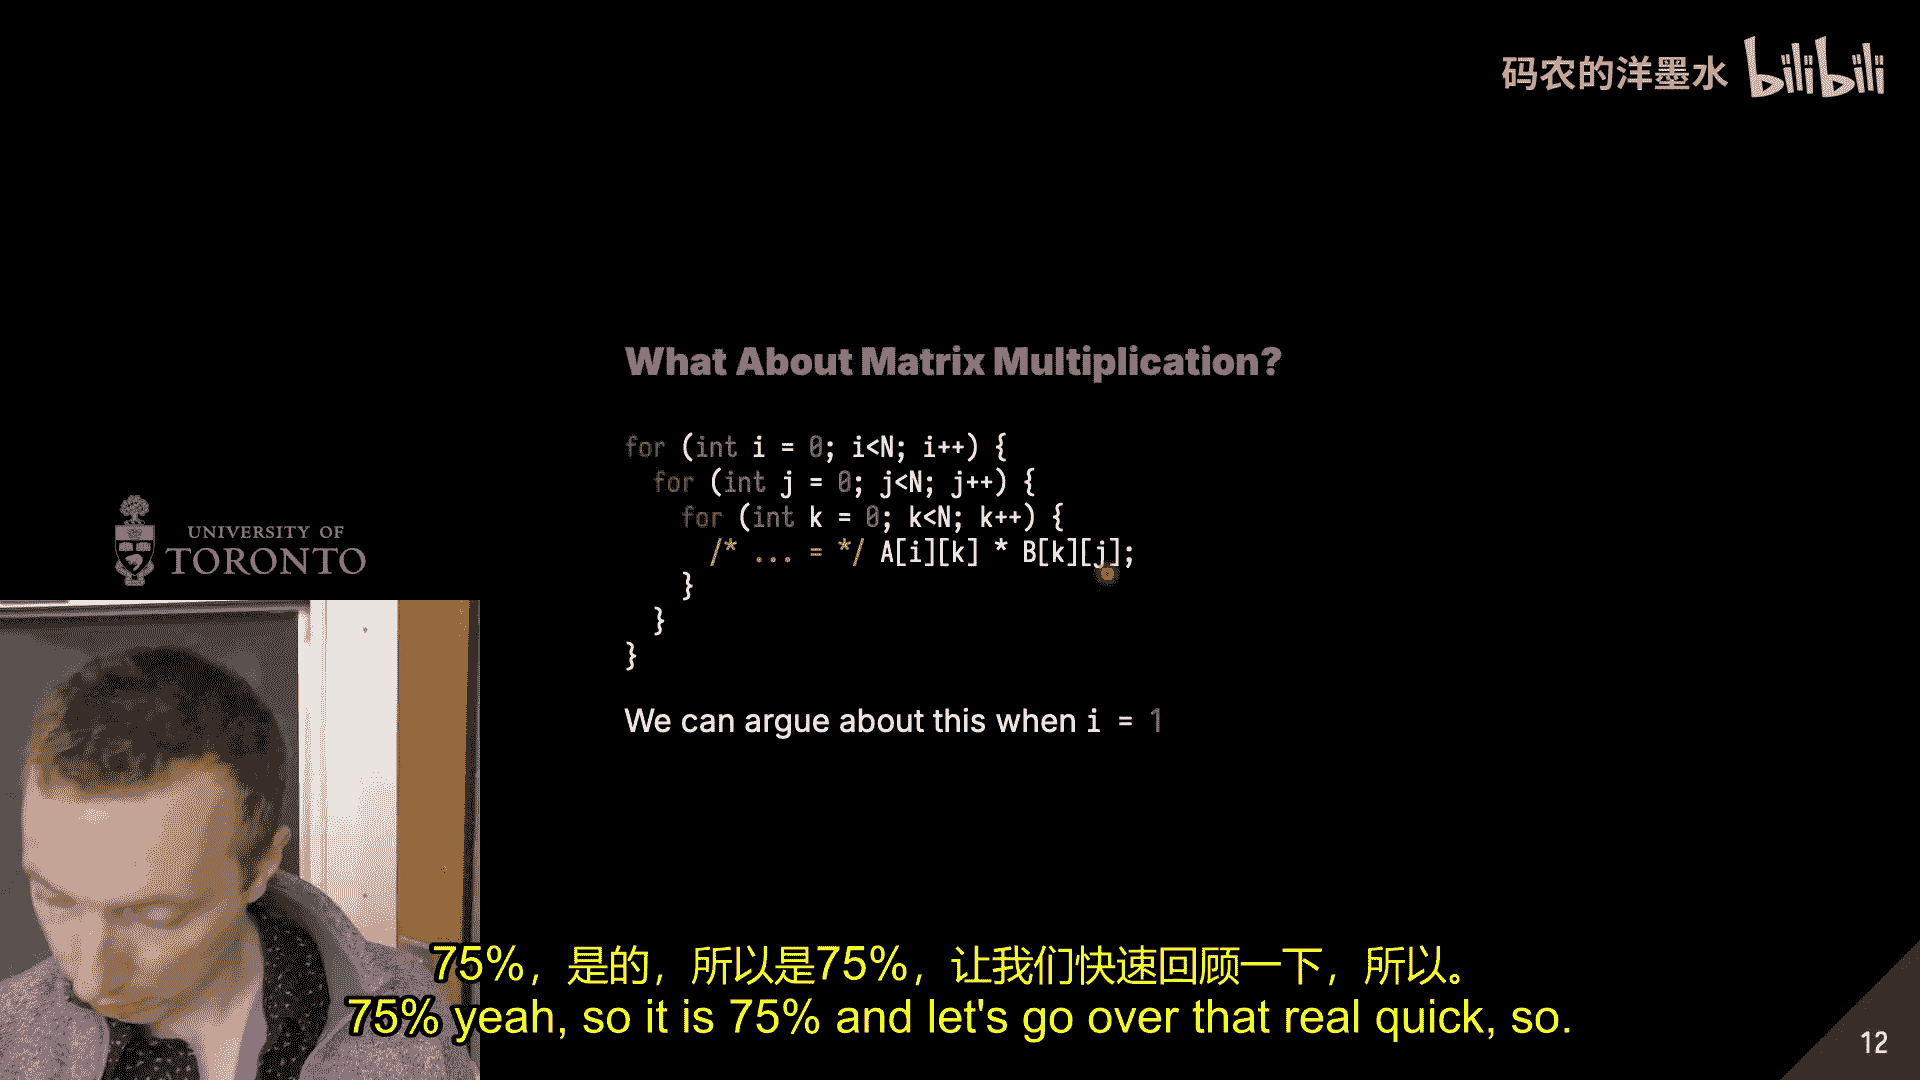 码农的洋墨水 bilibili
What About Matrix Multiplication?
for (int i = 0; i<N; i++) {
for (int j = 0; j<N; j++) {
for (int k = 0; k<N; k++) {
/* ... = */ A[i][k] * B[k][j];
}
}
}
We can argue about this when i = 1
UNIVERSITY OF
TORONTO
75%，是的，所以是75%，让我们快速回顾一下，所以。
75% yeah, so it is 75% and let's go over that real quick, so.
12